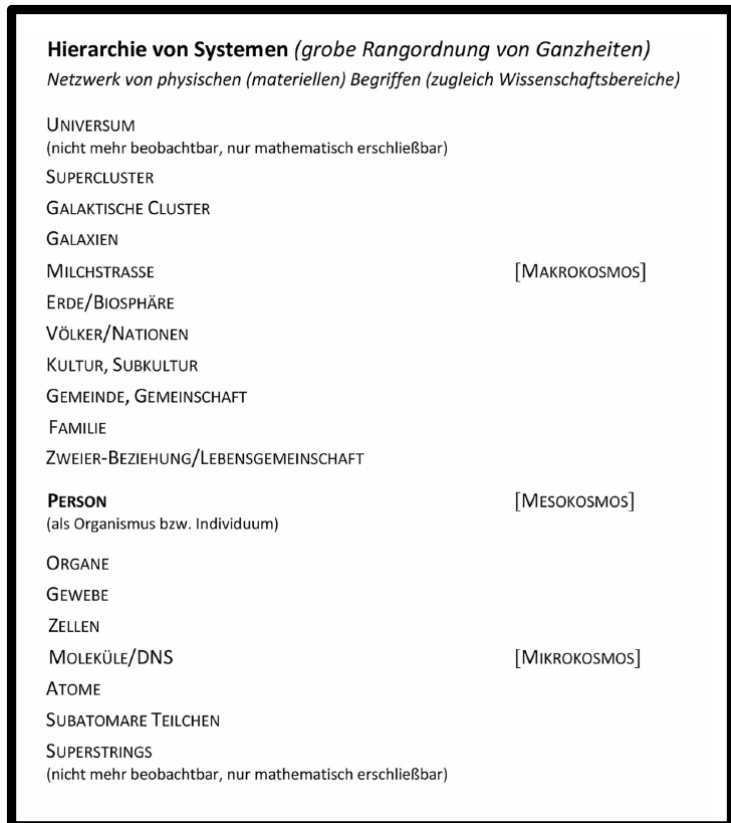 Hierarchie von Systemen (grobe Rangordnung von Ganzheiten)
Netzwerk von physischen (materiellen) Begriffen (zugleich Wissenschaftsbereiche)
UNIVERSUM
(nicht mehr beobachtbar, nur mathematisch erschließbar)
SUPERCLUSTER
GALAKTISCHE CLUSTER
GALAXIEN
MILCHSTRASSE [MAKROKOSMOS]
ERDE/BIOSPHÄRE
VÖLKER/NATIONEN
KULTUR, SUBKULTUR
GEMEINDE, GEMEINSCHAFT
FAMILIE
ZWEIER-BEZIEHUNG/LEBENSGEMEINSCHAFT
PERSON [MESOKOSMOS]
(als Organismus bzw. Individuum)
ORGANE
GEWEBE
ZELLEN
MOLEKÜLE/DNS [MIKROKOSMOS]
ATOME
SUBATOMARE TEILCHEN
SUPERSTRINGS
(nicht mehr beobachtbar, nur mathematisch erschließbar)